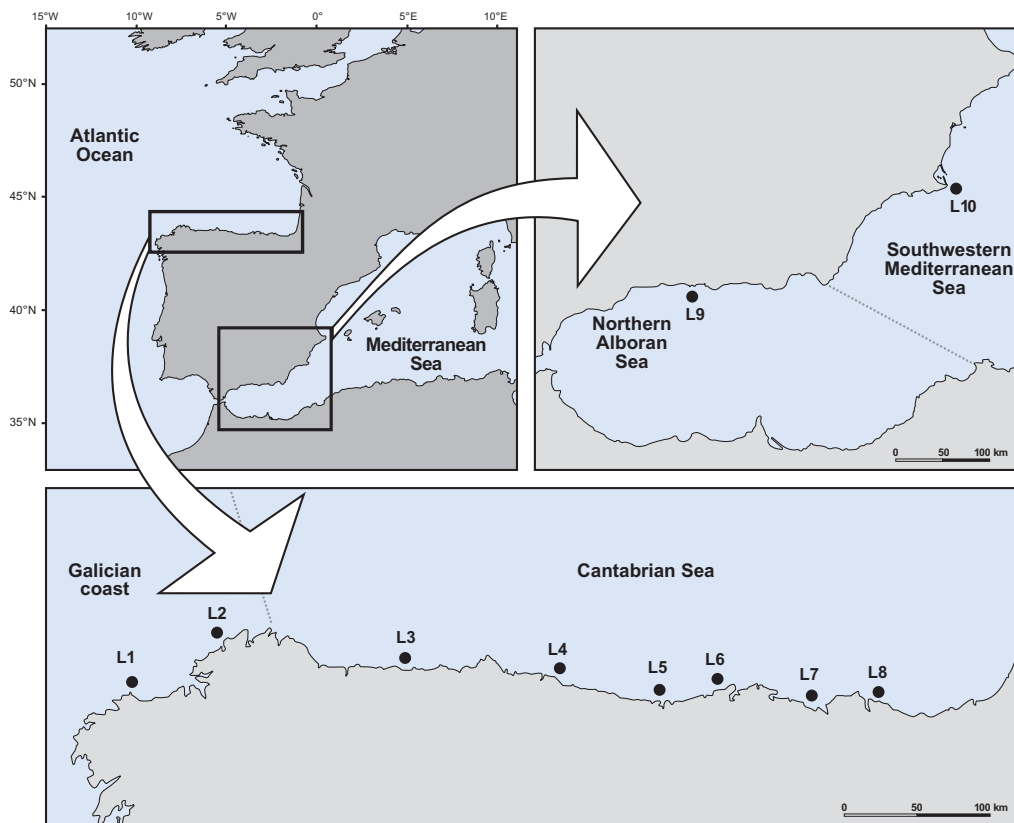 15°W 10°W 5°W 0° 5°E 10°E
50°N
45°N
40°N
35°N
Atlantic
Ocean
Mediterranean
Sea
L10
Southwestern
Mediterranean
Sea
L9
Northern
Alboran
Sea
0 50 100 km
Galician
coast
Cantabrian Sea
L1
L2
L3
L4
L5
L6
L7
L8
0 50 100 km